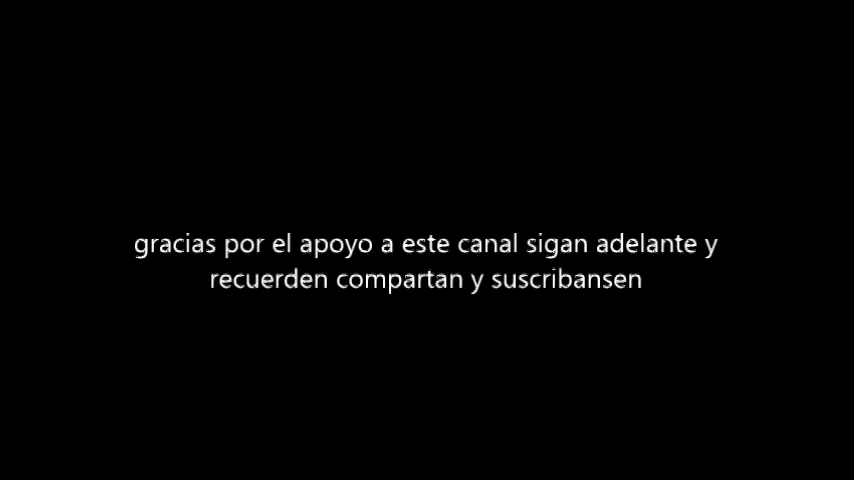 gracias por el apoyo a este canal sigan adelante y
recuerden compartan y suscribansen